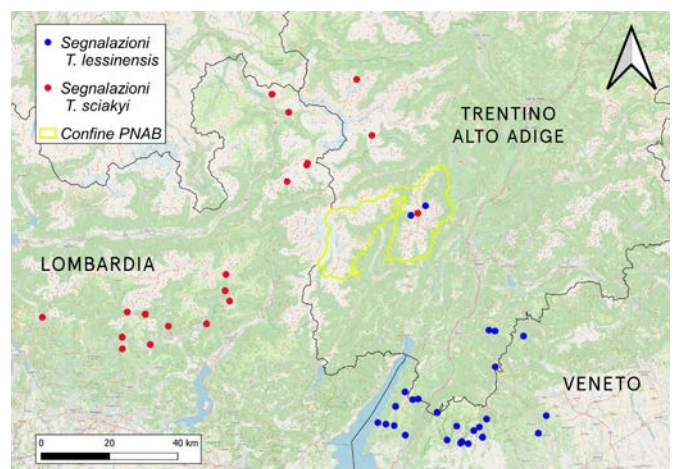 Segnalazioni
T. lessinensis
Segnalazioni
T. sciakyi
Confine PNAB
TRENTINO
ALTO ADIGE
LOMBARDIA
VENETO
0 20 40 km